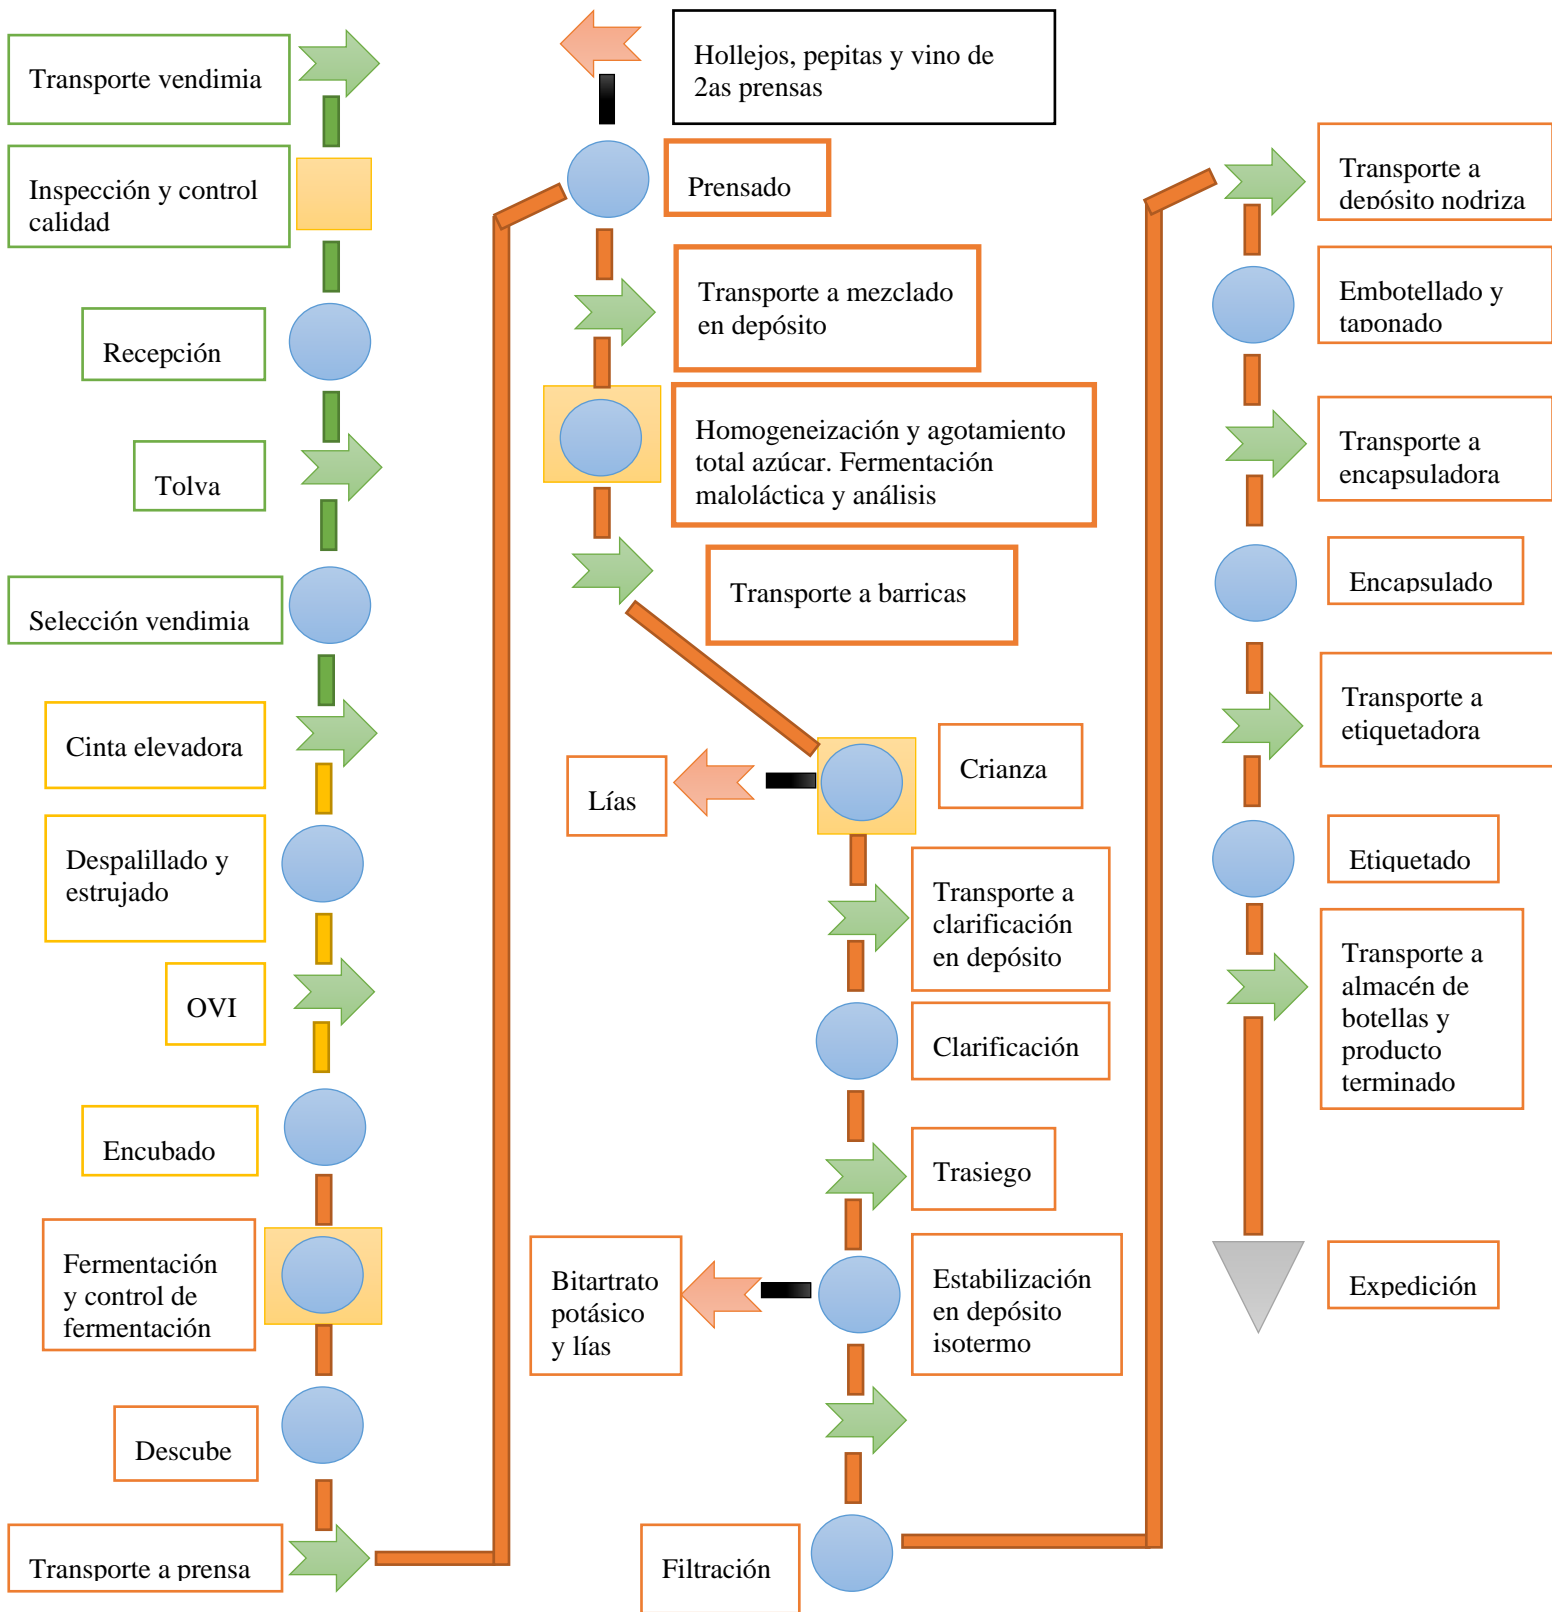 Transporte vendimia
Inspección y control
calidad
Recepción
Tolva
Selección vendimia
Cinta elevadora
Despalillado y
estrujado
OVI
Encubado
Fermentación
y control de
fermentación
Descube
Transporte a prensa
Hollejos, pepitas y vino de
2as prensas
Prensado
Transporte a mezclado
en depósito
Homogeneización y agotamiento
total azúcar. Fermentación
maloláctica y análisis
Transporte a barricas
Crianza
Lías
Transporte a
clarificación
en depósito
Clarificación
Trasiego
Estabilización
en depósito
isotermo
Bitartrato
potásico
y lías
Filtración
Transporte a
depósito nodriza
Embotellado y
taponado
Transporte a
encapsuladora
Encapsulado
Transporte a
etiquetadora
Etiquetado
Transporte a
almacén de
botellas y
producto
terminado
Expedición